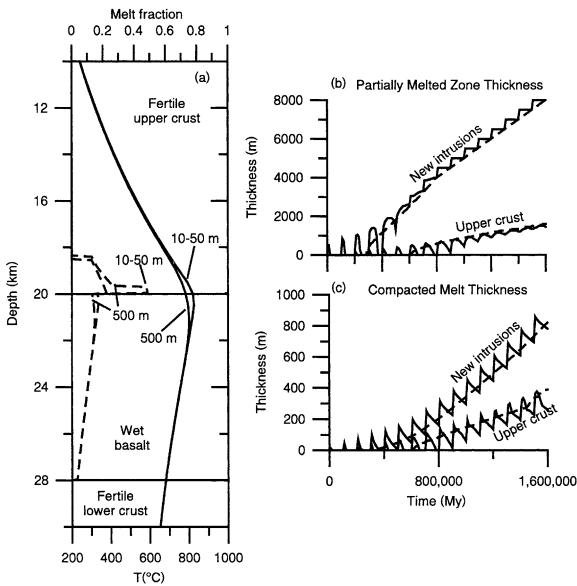 Melt fraction
0 0.2 0.4 0.6 0.8 1
(a)
Fertile
upper crust
12
16
10-50 m
10-50 m
20
500 m
500 m
24
Wet
basalt
28
Fertile
lower crust
Depth (km)
200 400 600 800 1000
T(°C)
(b) Partially Melted Zone Thickness
8000
6000
4000
2000
0
Thickness (m)
New intrusions
Upper crust
(c) Compacted Melt Thickness
1000
800
600
400
200
0
Thickness (m)
New intrusions
Upper crust
0 800,000 1,600,000
Time (My)